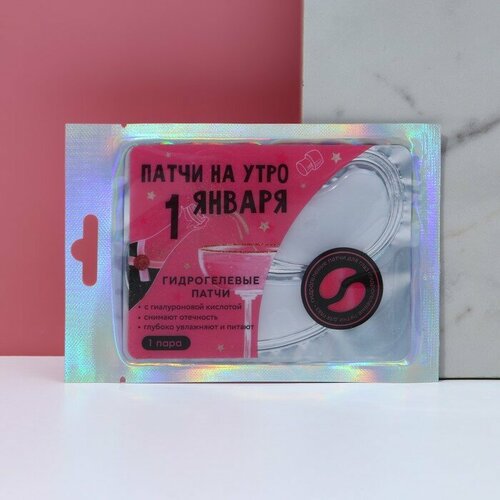 ПАТЧИ НА УТРО
1 ЯНВАРЯ
ГИДРОГЕЛЕВЫЕ
ПАТЧИ
• с гиалуроновой кислотой
• снимают отечность
• глубоко увлажняют и питают
1 пара